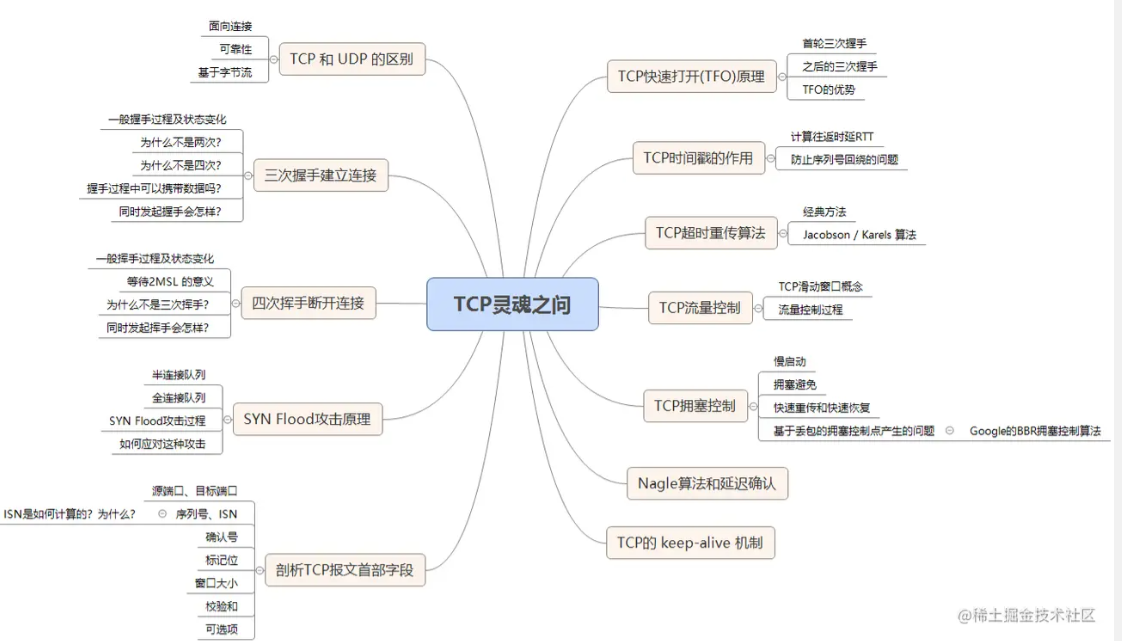 TCP灵魂之问
TCP 和 UDP 的区别
面向连接
可靠性
基于字节流
三次握手建立连接
一般握手过程及状态变化
为什么不是两次?
为什么不是四次?
握手过程中可以携带数据吗?
同时发起握手会怎样?
四次挥手断开连接
一般挥手过程及状态变化
等待2MSL 的意义
为什么不是三次挥手?
同时发起挥手会怎样?
SYN Flood攻击原理
半连接队列
全连接队列
SYN Flood攻击过程
如何应对这种攻击
剖析TCP报文首部字段
源端口、目标端口
序列号、ISN
ISN是如何计算的? 为什么?
确认号
标记位
窗口大小
校验和
可选项
TCP快速打开(TFO)原理
首轮三次握手
之后的三次握手
TFO的优势
TCP时间戳的作用
计算往返时延RTT
防止序列号回绕的问题
TCP超时重传算法
经典方法
Jacobson / Karels 算法
TCP流量控制
TCP滑动窗口概念
流量控制过程
TCP拥塞控制
慢启动
拥塞避免
快速重传和快速恢复
基于丢包的拥塞控制点产生的问题
Google的BBR拥塞控制算法
Nagle算法和延迟确认
TCP的 keep-alive 机制
@稀土掘金技术社区